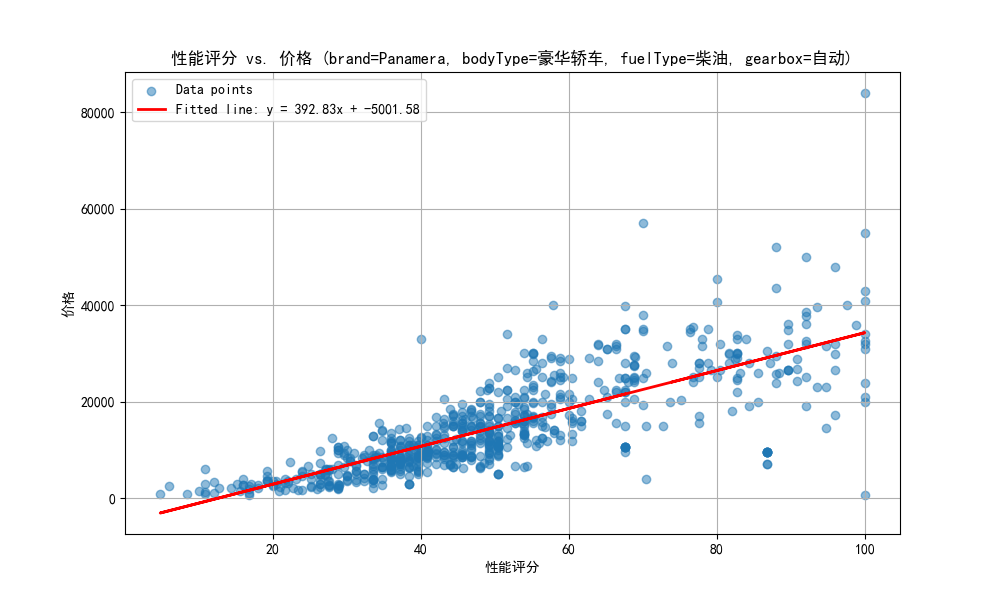 性能评分 vs. 价格 (brand=Panamera, bodyType=豪华轿车, fuelType=柴油, gearbox=自动)
Data points
Fitted line: y = 392.83x + -5001.58
80000
60000
40000
20000
0
价格
20 40 60 80 100
性能评分